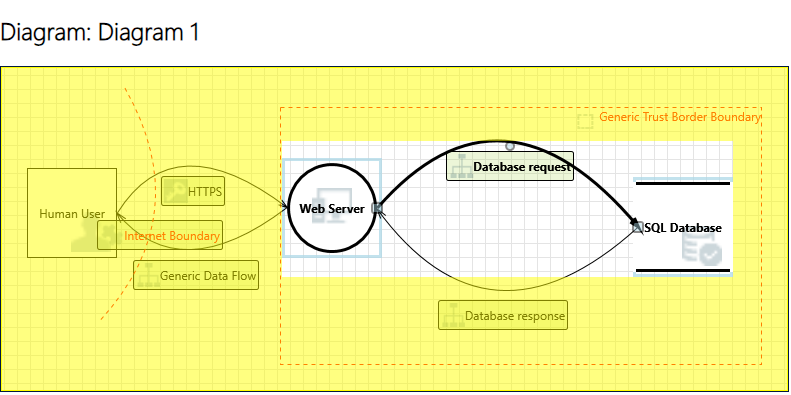 Diagram: Diagram 1
Generic Trust Border Boundary
Database request
HTTPS
Human User
Web Server
SQL Database
Internet Boundary
Generic Data Flow
Database response